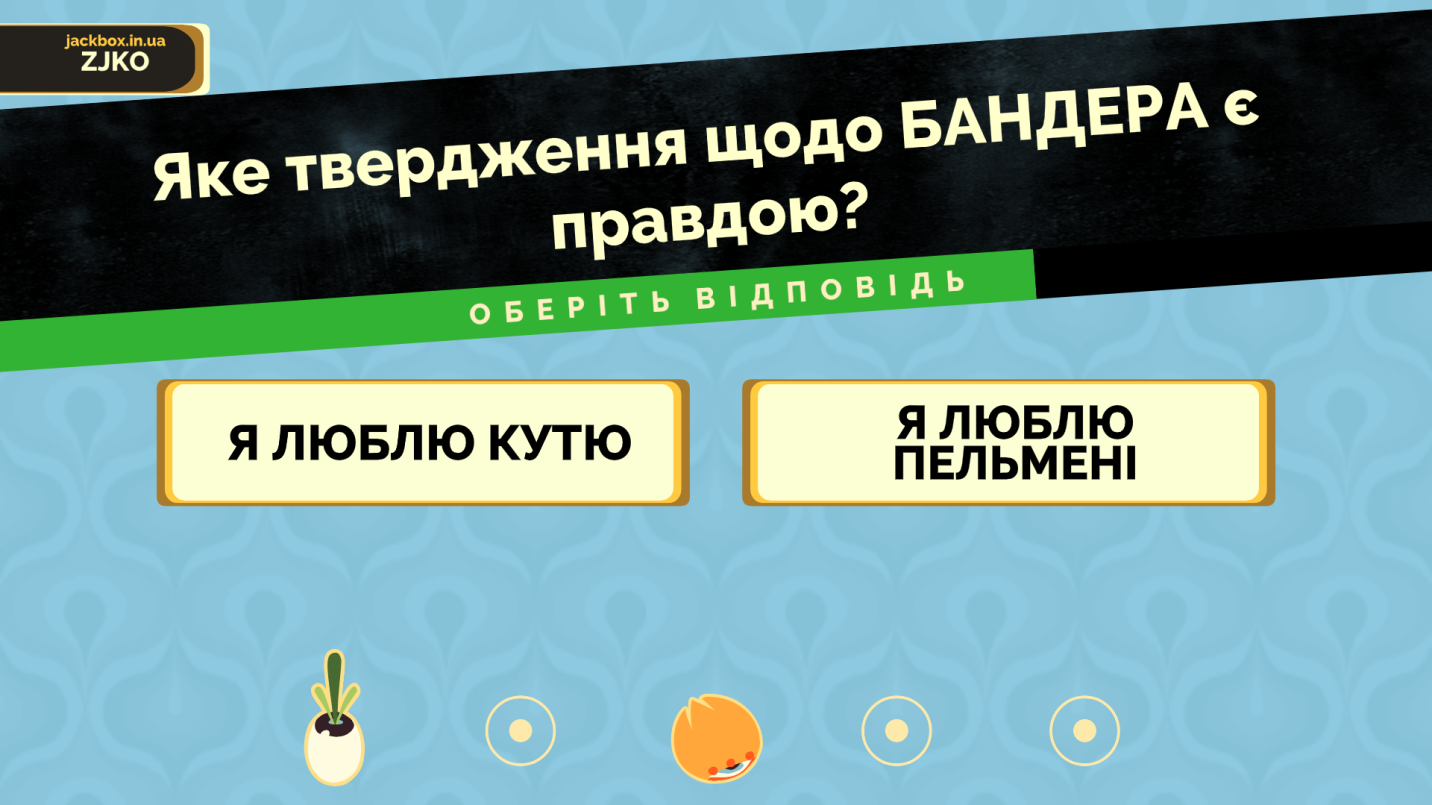 jackbox.in.ua
ZJKO
Яке твердження щодо БАНДЕРА є
правдою?
ОБЕРІТЬ ВІДПОВІДЬ
Я ЛЮБЛЮ КУТЮ
Я ЛЮБЛЮ
ПЕЛЬМЕНІ